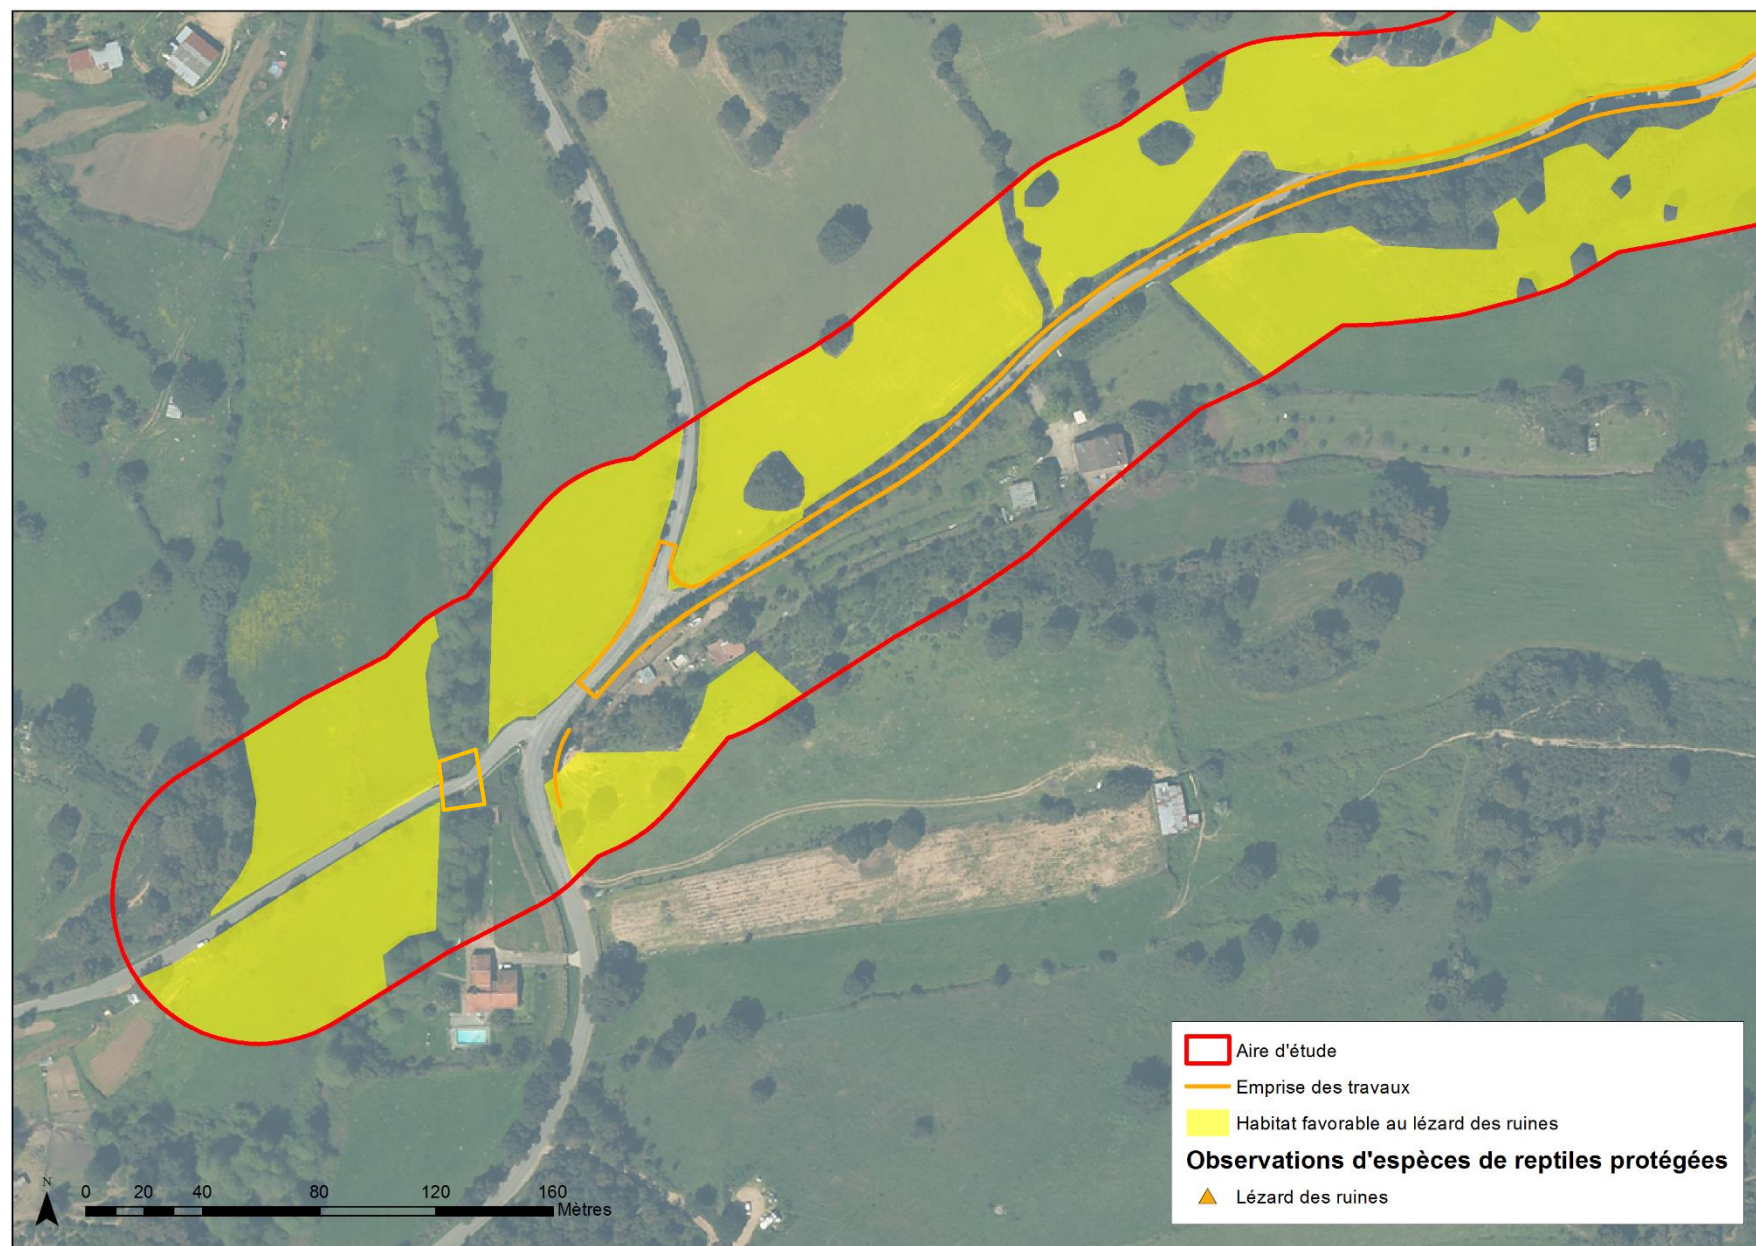 Aire d'étude
Emprise des travaux
Habitat favorable au lézard des ruines
Observations d'espèces de reptiles protégées
Lézard des ruines
N
0 20 40 80 120 160
Mètres